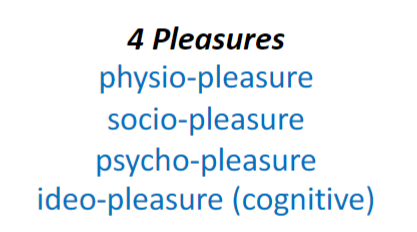 4 Pleasures
physio-pleasure
socio-pleasure
psycho-pleasure
ideo-pleasure (cognitive)